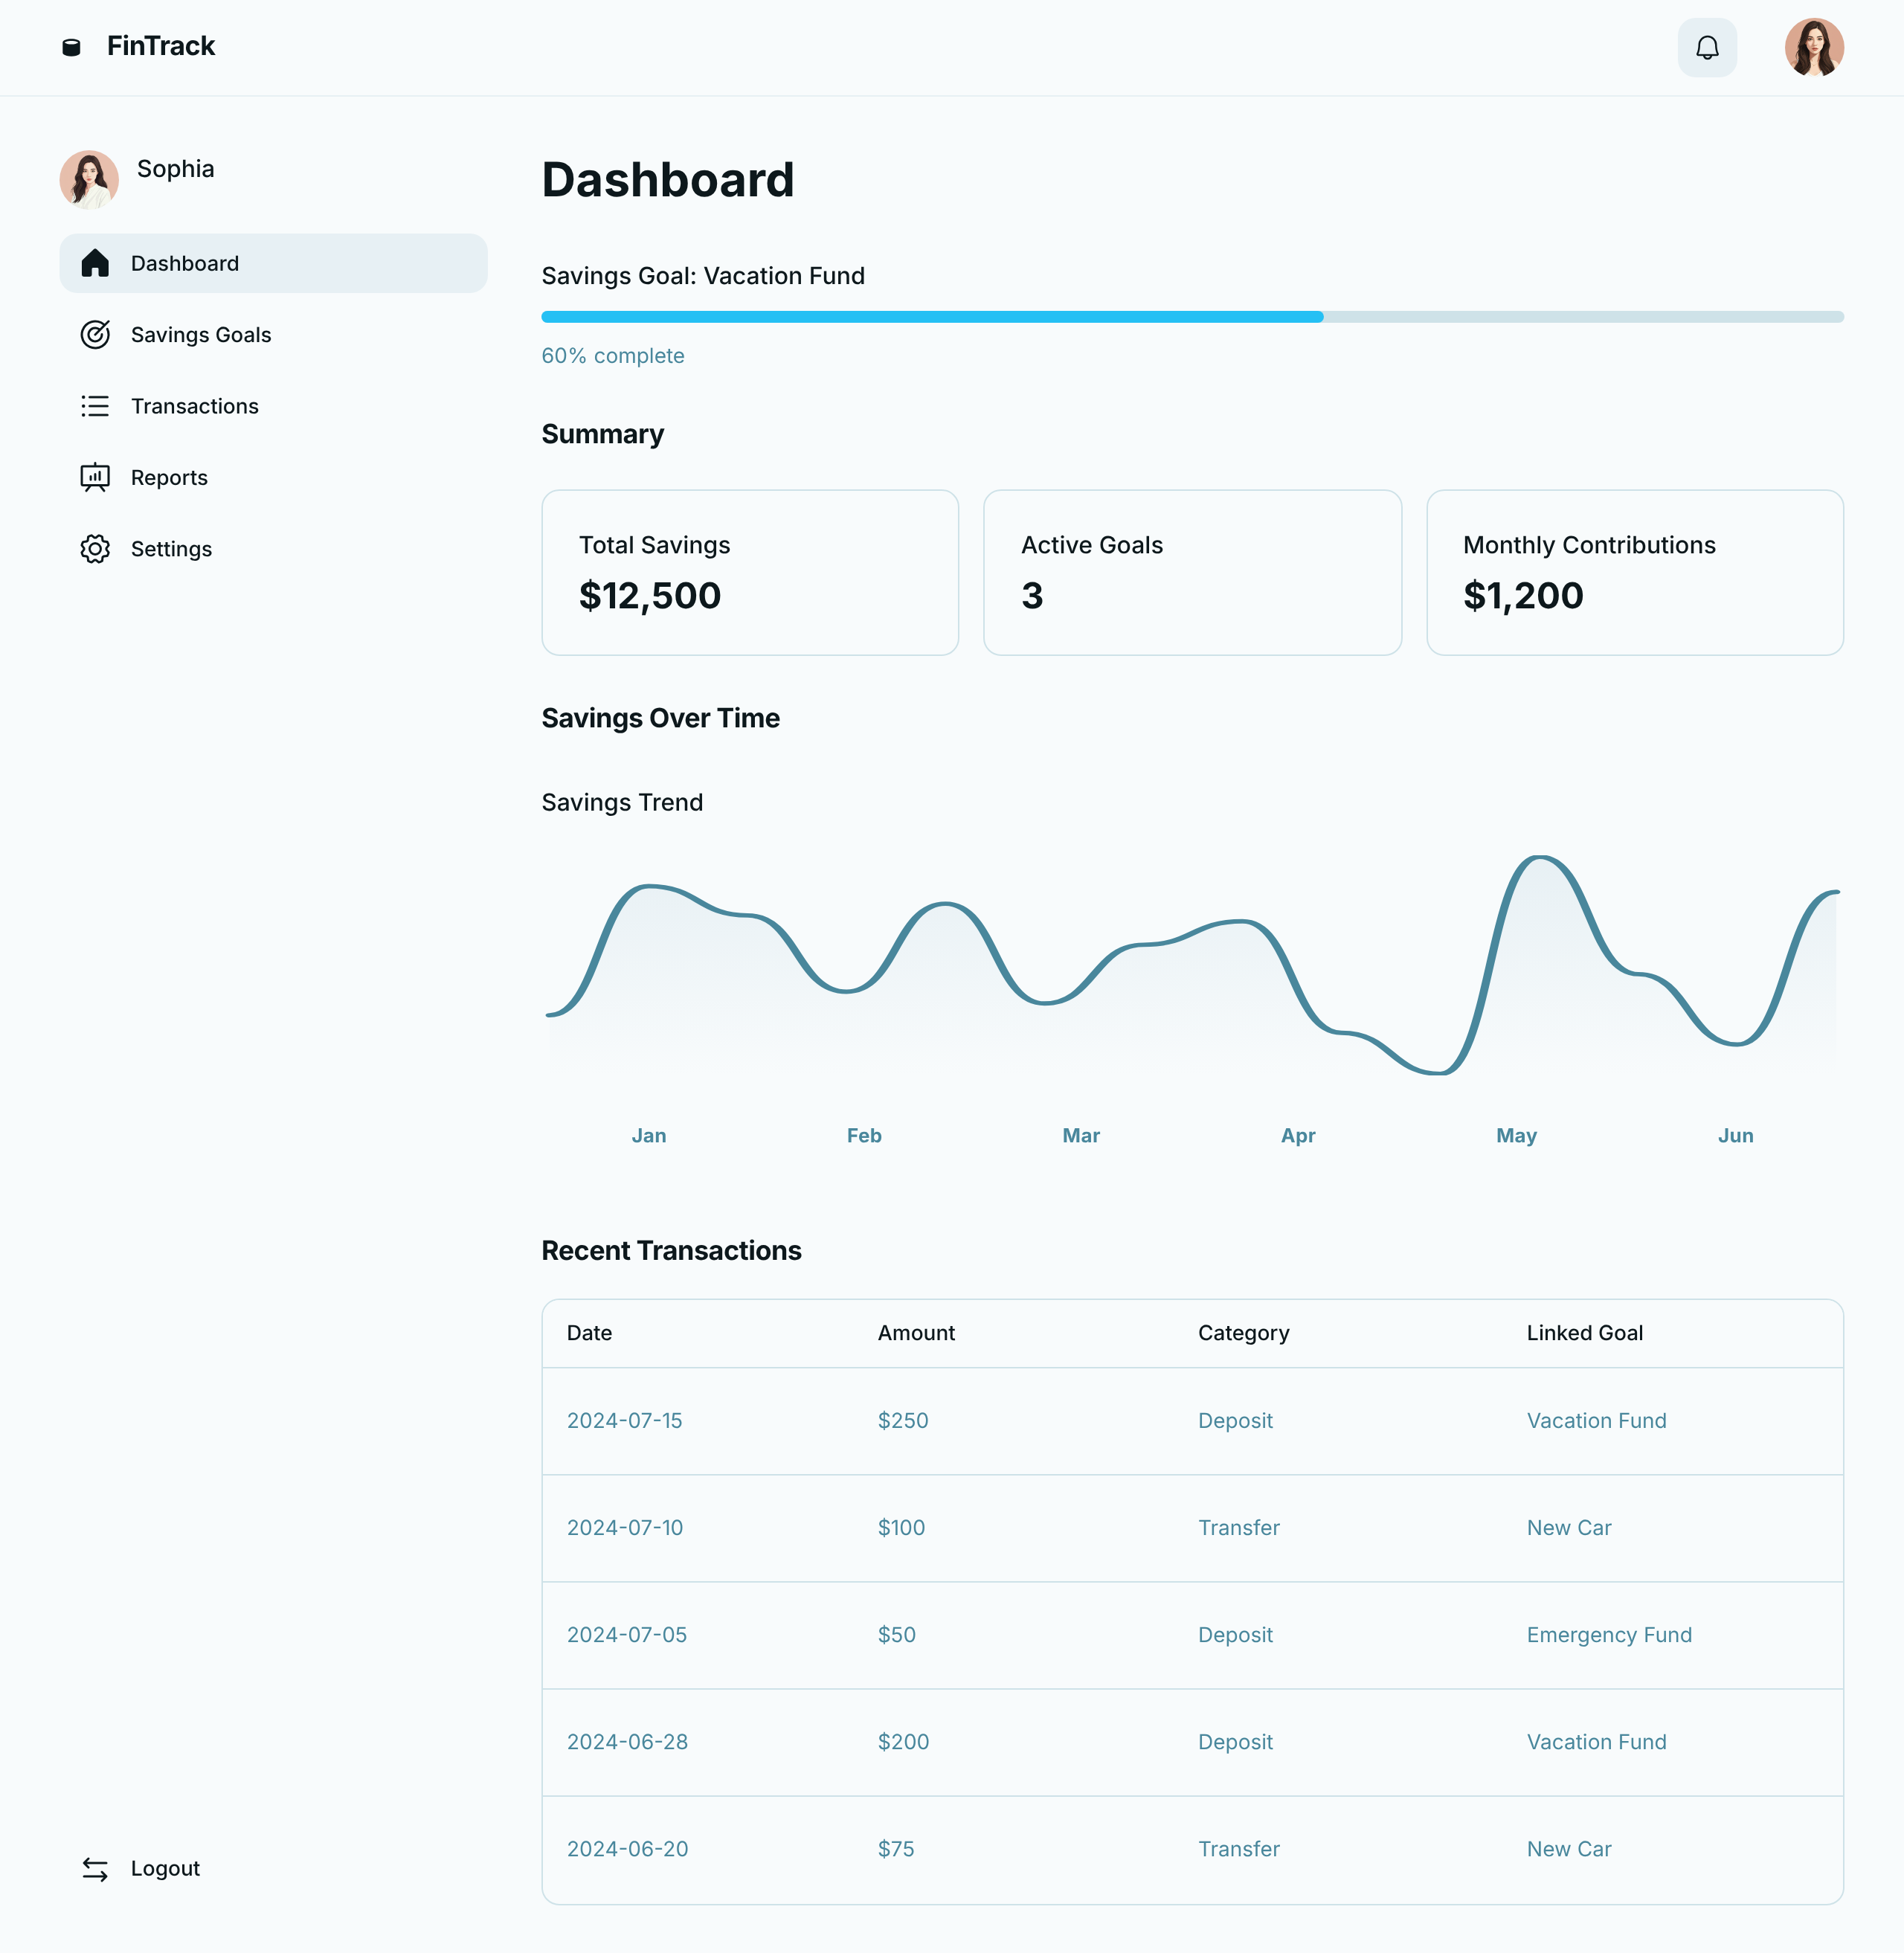 FinTrack
Sophia
Dashboard
Savings Goals
Transactions
Reports
Settings
Logout
Dashboard
Savings Goal: Vacation Fund
60% complete
Summary
Total Savings
$12,500
Active Goals
3
Monthly Contributions
$1,200
Savings Over Time
Savings Trend
Jan Feb Mar Apr May Jun
Recent Transactions
Date Amount Category Linked Goal
2024-07-15 $250 Deposit Vacation Fund
2024-07-10 $100 Transfer New Car
2024-07-05 $50 Deposit Emergency Fund
2024-06-28 $200 Deposit Vacation Fund
2024-06-20 $75 Transfer New Car